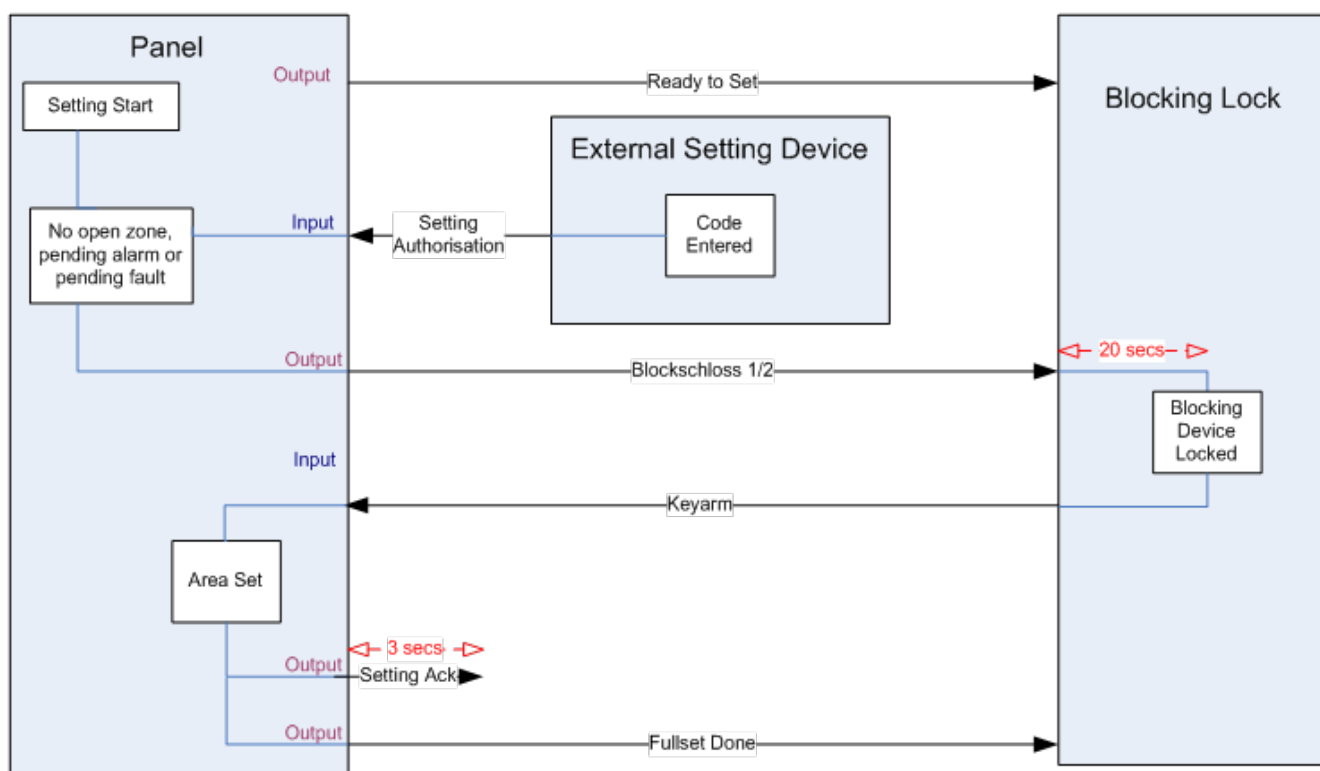 Panel
Output
Ready to Set
Blocking Lock
Setting Start
External Setting Device
Input
Setting
Authorisation
Code
Entered
No open zone,
pending alarm or
pending fault
Output
Blockschloss 1/2
20 secs
Blocking
Device
Locked
Input
Keyarm
Area Set
3 secs
Output
Setting Ack
Output
Fullset Done